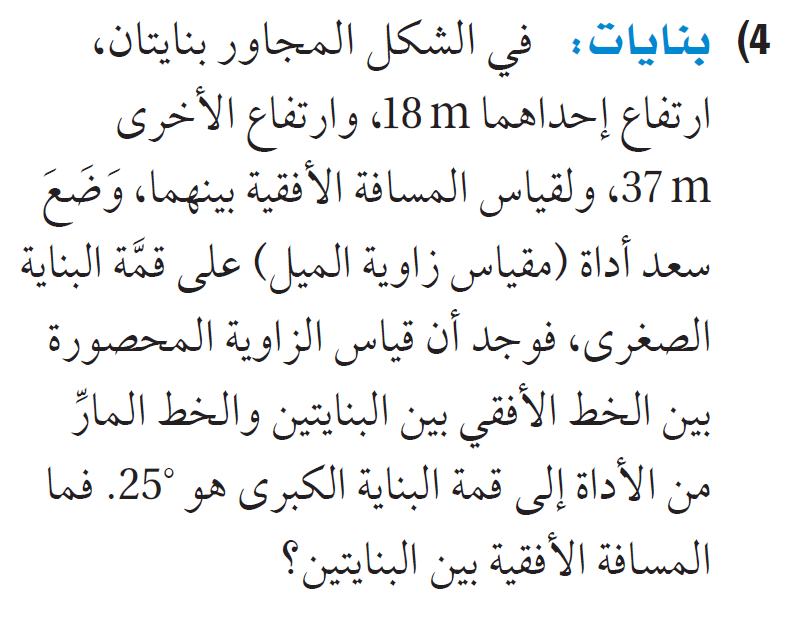 4) بنايات: في الشكل المجاور بنايتان،
ارتفاع إحداهما 18 m، وارتفاع الأخرى
37 m، ولقياس المسافة الأفقية بينهما، وَضَعَ
سعد أداة (مقياس زاوية الميل) على قمَّة البناية
الصغرى، فوجد أن قياس الزاوية المحصورة
بين الخط الأفقي بين البنايتين والخط المارِّ
من الأداة إلى قمة البناية الكبرى هو 25°. فما
المسافة الأفقية بين البنايتين؟